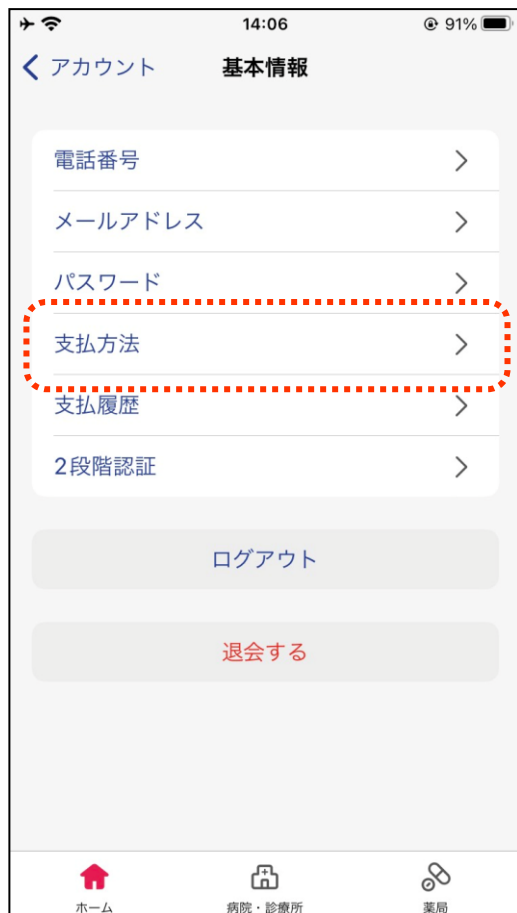 14:06
91%
アカウント 基本情報
電話番号
メールアドレス
パスワード
支払方法
支払履歴
2段階認証
ログアウト
退会する
ホーム 病院・診療所 薬局